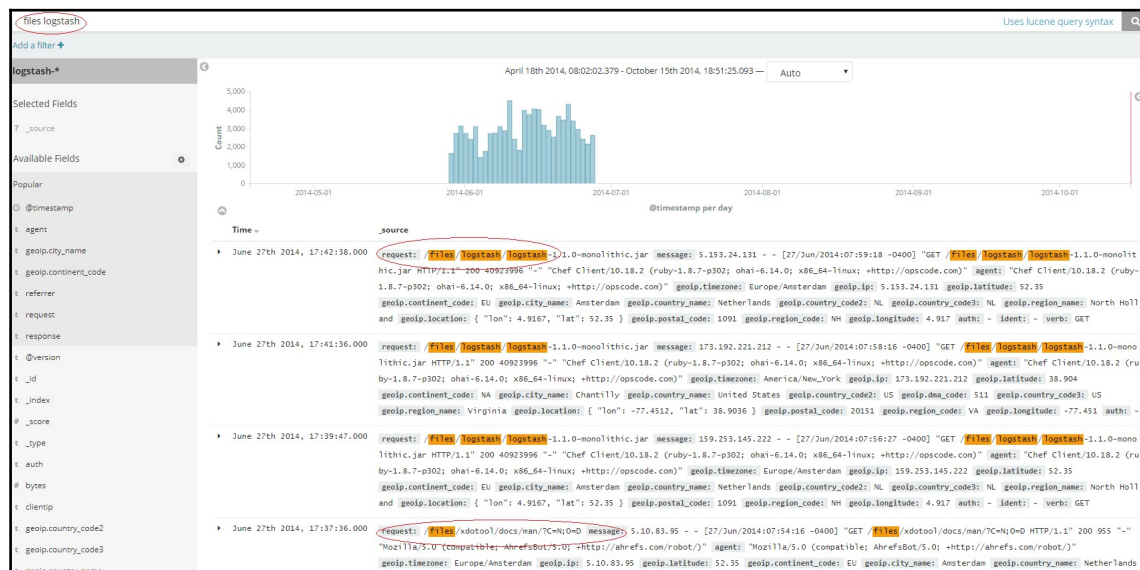 files logstash
Uses lucene query syntax
Add a filter +
logstash-*
April 18th 2014, 08:02:02.379 - October 15th 2014, 18:51:25.093 —
Auto
Selected Fields
? _source
Available Fields
Popular
@timestamp
t agent
t geoip.city_name
t geoip.continent_code
t referrer
t request
t response
t @version
t _id
t _index
# _score
t _type
t auth
# bytes
t clientip
t geoip.country_code2
t geoip.country_code3
5,000
4,000
3,000
2,000
1,000
0
Count
2014-05-01 2014-06-01 2014-07-01 2014-08-01 2014-09-01 2014-10-01
@timestamp per day
Time _source
June 27th 2014, 17:42:38.000
request: /files/logstash/logstash-1.1.0-monolithic.jar message: 5.153.24.131 - - [27/Jun/2014:07:59:18 -0400] "GET /files/logstash/logstash-1.1.0-monolit
hic.jar HTTP/1.1" 200 40923996 "-" "Chef Client/10.18.2 (ruby-1.8.7-p302; ohai-6.14.0; x86_64-linux; +http://opscode.com)" agent: "Chef Client/10.18.2 (ruby-
1.8.7-p302; ohai-6.14.0; x86_64-linux; +http://opscode.com)" geoip.timezone: Europe/Amsterdam geoip.ip: 5.153.24.131 geoip.latitude: 52.35
geoip.continent_code: EU geoip.city_name: Amsterdam geoip.country_name: Netherlands geoip.country_code2: NL geoip.country_code3: NL geoip.region_name: North Holl
and geoip.location: { "lon": 4.9167, "lat": 52.35 } geoip.postal_code: 1091 geoip.region_code: NH geoip.longitude: 4.917 auth: - ident: - verb: GET
June 27th 2014, 17:41:36.000
request: /files/logstash/logstash-1.1.0-monolithic.jar message: 173.192.221.212 - - [27/Jun/2014:07:58:16 -0400] "GET /files/logstash/logstash-1.1.0-mono
lithic.jar HTTP/1.1" 200 40923996 "-" "Chef Client/10.18.2 (ruby-1.8.7-p302; ohai-6.14.0; x86_64-linux; +http://opscode.com)" agent: "Chef Client/10.18.2 (ru
by-1.8.7-p302; ohai-6.14.0; x86_64-linux; +http://opscode.com)" geoip.timezone: America/New_York geoip.ip: 173.192.221.212 geoip.latitude: 38.904
geoip.continent_code: NA geoip.city_name: Chantilly geoip.country_name: United States geoip.country_code2: US geoip.dma_code: 511 geoip.country_code3: US
geoip.region_name: Virginia geoip.location: { "lon": -77.4512, "lat": 38.9036 } geoip.postal_code: 20151 geoip.region_code: VA geoip.longitude: -77.451 auth: -
June 27th 2014, 17:39:47.000
request: /files/logstash/logstash-1.1.0-monolithic.jar message: 159.253.145.222 - - [27/Jun/2014:07:56:27 -0400] "GET /files/logstash/logstash-1.1.0-mono
lithic.jar HTTP/1.1" 200 40923996 "-" "Chef Client/10.18.2 (ruby-1.8.7-p302; ohai-6.14.0; x86_64-linux; +http://opscode.com)" agent: "Chef Client/10.18.2 (ru
by-1.8.7-p302; ohai-6.14.0; x86_64-linux; +http://opscode.com)" geoip.timezone: Europe/Amsterdam geoip.ip: 159.253.145.222 geoip.latitude: 52.35
geoip.continent_code: EU geoip.city_name: Amsterdam geoip.country_name: Netherlands geoip.country_code2: NL geoip.country_code3: NL geoip.region_name: North Holl
and geoip.location: { "lon": 4.9167, "lat": 52.35 } geoip.postal_code: 1091 geoip.region_code: NH geoip.longitude: 4.917 auth: - ident: - verb: GET
June 27th 2014, 17:37:36.000
request: /files/xdotool/docs/man/?C=N;O=D message: 5.10.83.95 - - [27/Jun/2014:07:54:16 -0400] "GET /files/xdotool/docs/man/?C=N;O=D HTTP/1.1" 200 955 "-"
"Mozilla/5.0 (compatible; AhrefsBot/5.0; +http://ahrefs.com/robot/)" agent: "Mozilla/5.0 (compatible; AhrefsBot/5.0; +http://ahrefs.com/robot/)"
geoip.timezone: Europe/Amsterdam geoip.ip: 5.10.83.95 geoip.latitude: 52.35 geoip.continent_code: EU geoip.city_name: Amsterdam geoip.country_name: Netherlands